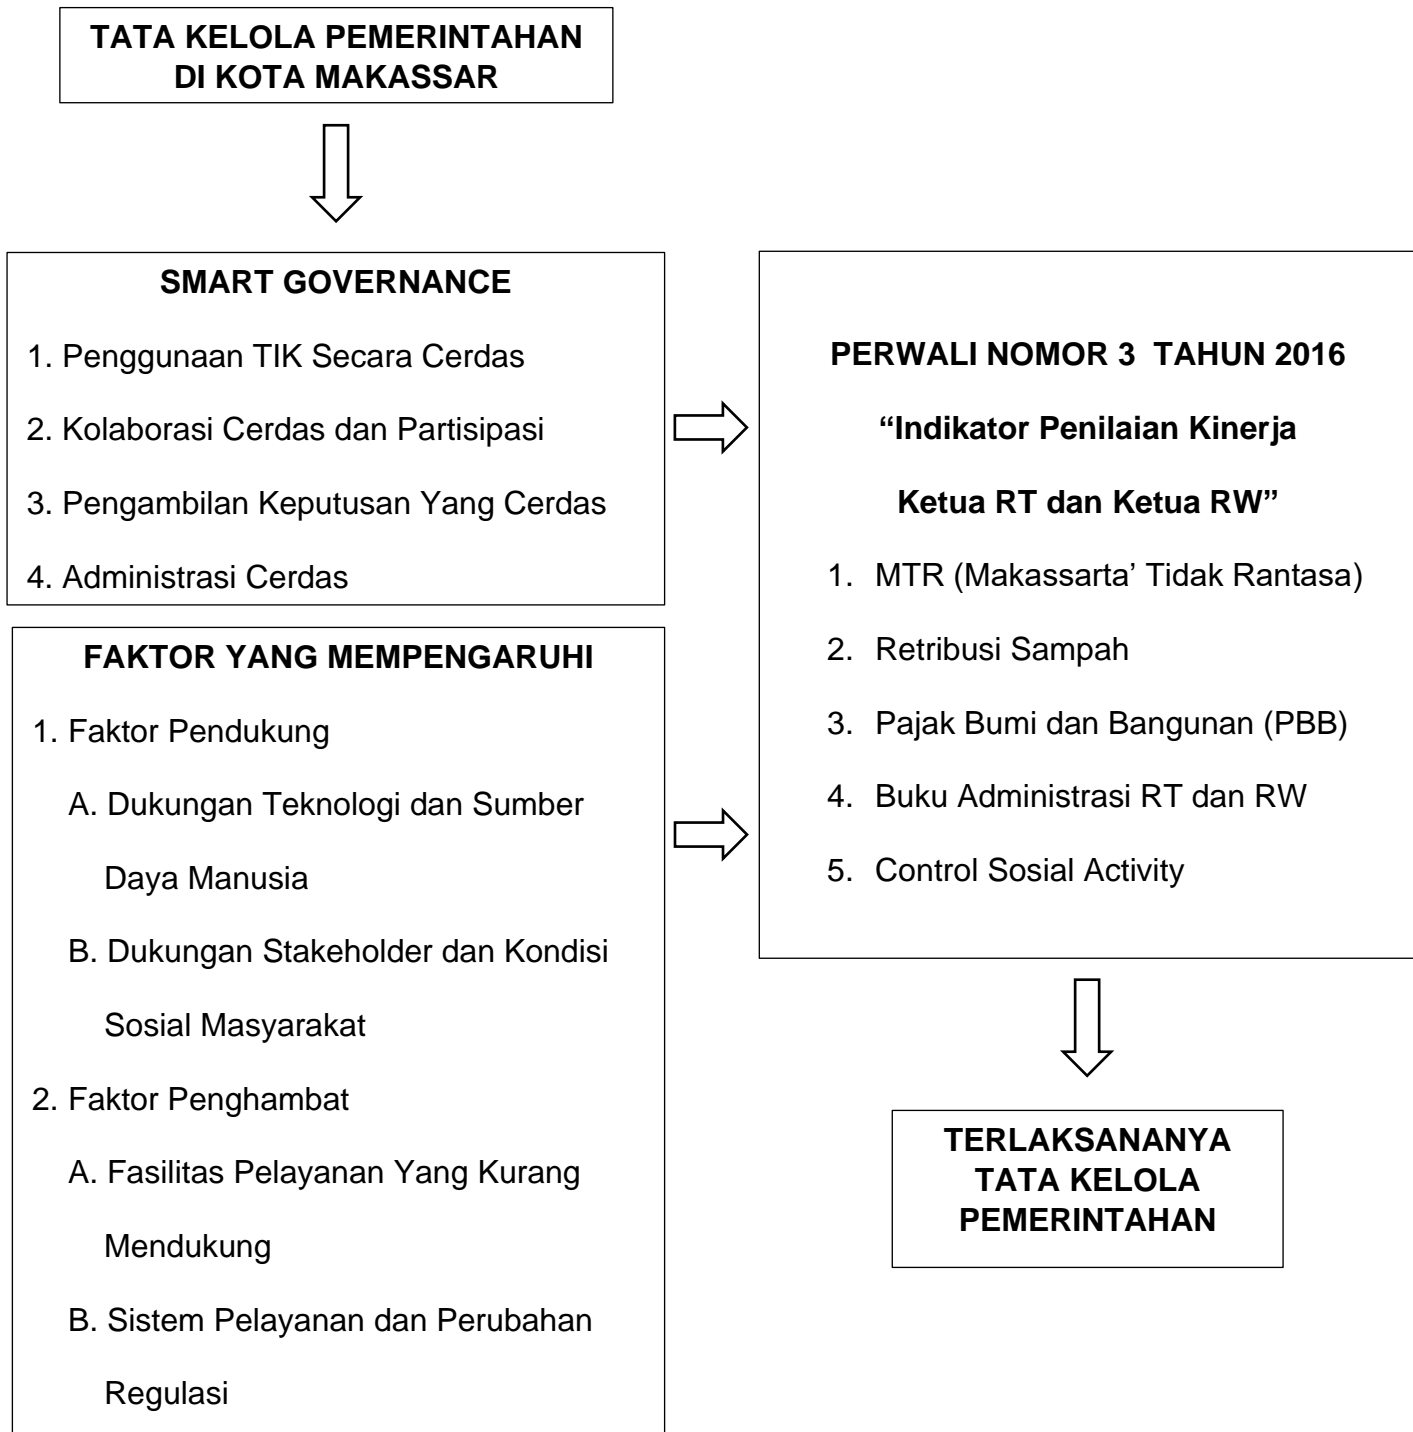 TATA KELOLA PEMERINTAHAN
DI KOTA MAKASSAR
SMART GOVERNANCE
1. Penggunaan TIK Secara Cerdas
2. Kolaborasi Cerdas dan Partisipasi
3. Pengambilan Keputusan Yang Cerdas
4. Administrasi Cerdas
FAKTOR YANG MEMPENGARUHI
1. Faktor Pendukung
A. Dukungan Teknologi dan Sumber
Daya Manusia
B. Dukungan Stakeholder dan Kondisi
Sosial Masyarakat
2. Faktor Penghambat
A. Fasilitas Pelayanan Yang Kurang
Mendukung
B. Sistem Pelayanan dan Perubahan
Regulasi
PERWALI NOMOR 3 TAHUN 2016
“Indikator Penilaian Kinerja
Ketua RT dan Ketua RW”
1. MTR (Makassarta’ Tidak Rantasa)
2. Retribusi Sampah
3. Pajak Bumi dan Bangunan (PBB)
4. Buku Administrasi RT dan RW
5. Control Sosial Activity
TERLAKSANANYA
TATA KELOLA
PEMERINTAHAN